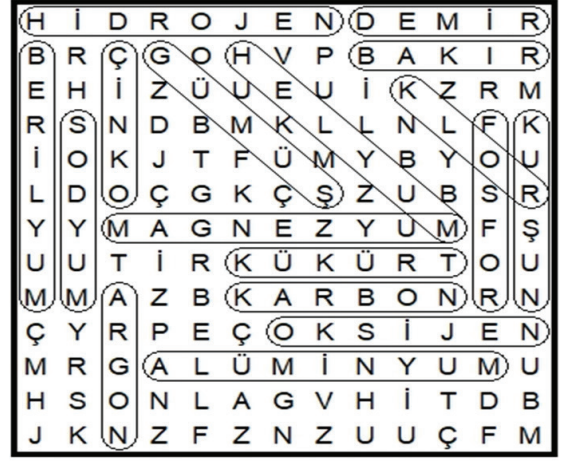 H İ D R O J E N D E M İ R
B R Ç G O H V P B A K I R
E H İ Z Ü U E U İ K Z R M
R S N D B M K L L N L F K
İ O K J T F Ü M Y B Y O U
L D O Ç G K Ç Ş Z U B S R
Y Y M A G N E Z Y U M F Ş
U U T İ R K Ü K Ü R T O U
M M A Z B K A R B O N R N
Ç Y R P E Ç O K S İ J E N
M R G A L Ü M İ N Y U M U
H S O N L A G V H İ T D B
J K N Z F Z N Z U U Ç F M